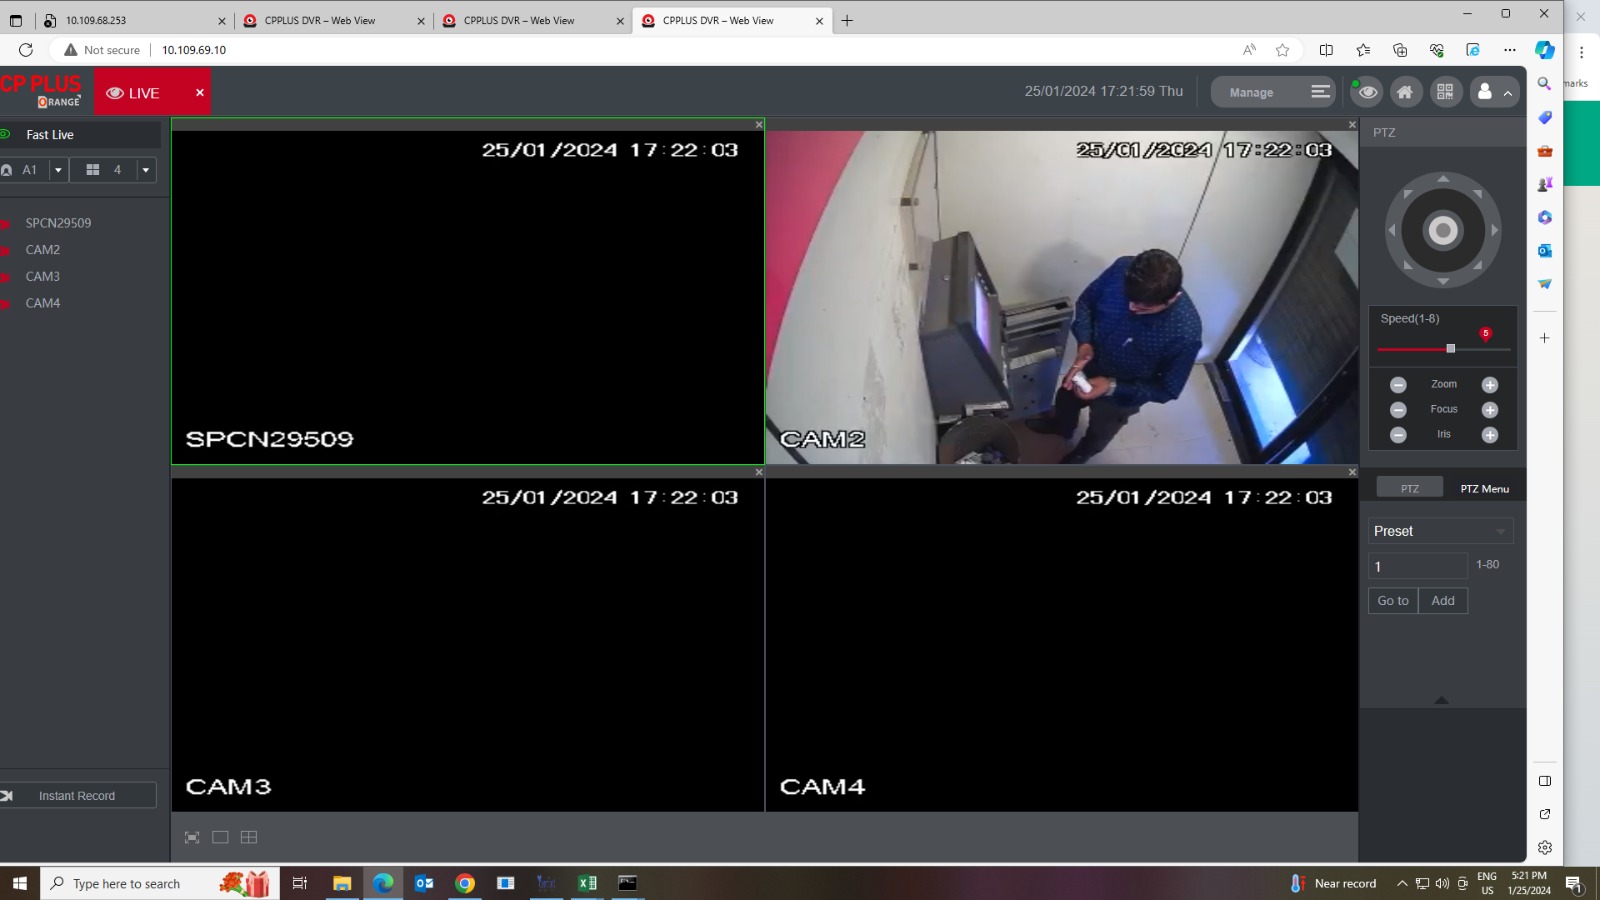 10.109.68.253
CPPLUS DVR – Web View
CPPLUS DVR – Web View
CPPLUS DVR – Web View
Not secure
10.109.69.10
marks
CP PLUS
ORANGE
LIVE
25/01/2024 17:21:59 Thu
Manage
Fast Live
A1
4
SPCN29509
CAM2
CAM3
CAM4
Instant Record
25/01/2024 17:22:03
SPCN29509
25/01/2024 17:22:03
CAM2
25/01/2024 17:22:03
CAM3
25/01/2024 17:22:03
CAM4
PTZ
Speed(1-8)
5
Zoom
Focus
Iris
PTZ
PTZ Menu
Preset
1
1-80
Go to
Add
Type here to search
Near record
ENG
US
5:21 PM
1/25/2024
1